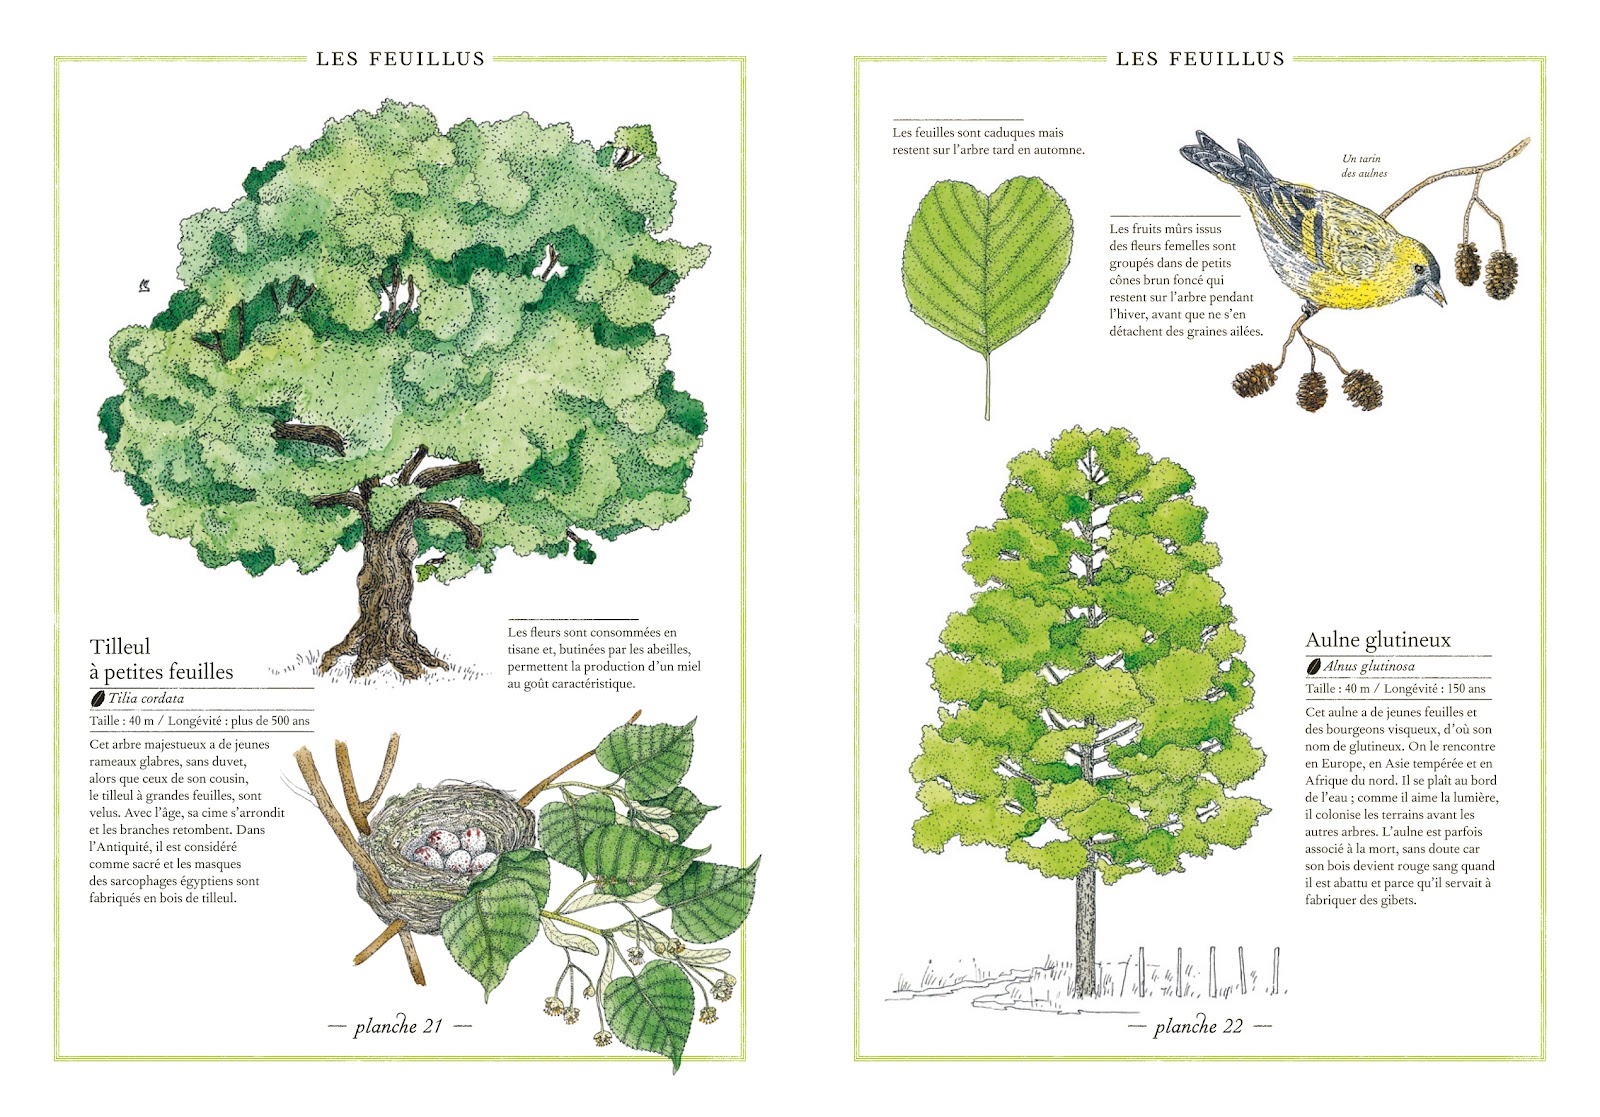 LES FEUILLUS
Tilleul
à petites feuilles
Tilia cordata
Taille : 40 m / Longévité : plus de 500 ans
Cet arbre majestueux a de jeunes
rameaux glabres, sans duvet,
alors que ceux de son cousin,
le tilleul à grandes feuilles, sont
velus. Avec l’âge, sa cime s’arrondit
et les branches retombent. Dans
l’Antiquité, il est considéré
comme sacré et les masques
des sarcophages égyptiens sont
fabriqués en bois de tilleul.
Les fleurs sont consommées en
tisane et, butinées par les abeilles,
permettent la production d’un miel
au goût caractéristique.
— planche 21 —
LES FEUILLUS
Les feuilles sont caduques mais
restent sur l’arbre tard en automne.
Un tarin
des aulnes
Les fruits mûrs issus
des fleurs femelles sont
groupés dans de petits
cônes brun foncé qui
restent sur l’arbre pendant
l’hiver, avant que ne s’en
détachent des graines ailées.
Aulne glutineux
Alnus glutinosa
Taille : 40 m / Longévité : 150 ans
Cet aulne a de jeunes feuilles et
des bourgeons visqueux, d’où son
nom de glutineux. On le rencontre
en Europe, en Asie tempérée et en
Afrique du nord. Il se plaît au bord
de l’eau ; comme il aime la lumière,
il colonise les terrains avant les
autres arbres. L’aulne est parfois
associé à la mort, sans doute car
son bois devient rouge sang quand
il est abattu et parce qu’il servait à
fabriquer des gibets.
— planche 22 —